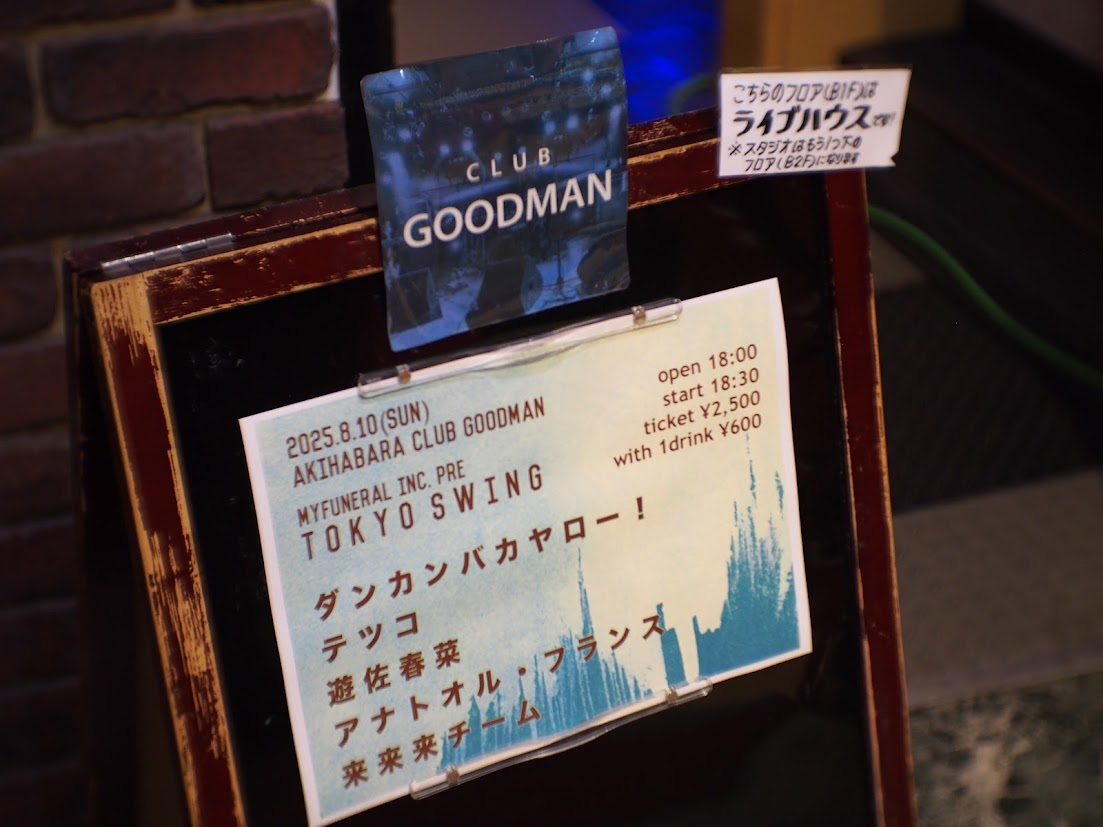 CLUB
GOODMAN
こちらのフロア(B1F)は
ライブハウスです!
※スタジオはもう1つ下の
フロア(B2F)になります
open 18:00
start 18:30
ticket ¥2,500
with 1drink ¥600
2025.8.10(SUN)
AKIHABARA CLUB GOODMAN
MYFUNERAL INC. PRE
TOKYO SWING
ダンカンバカヤロー！
テツコ
遊佐春菜
アナトオル・フランス
来来来チーム